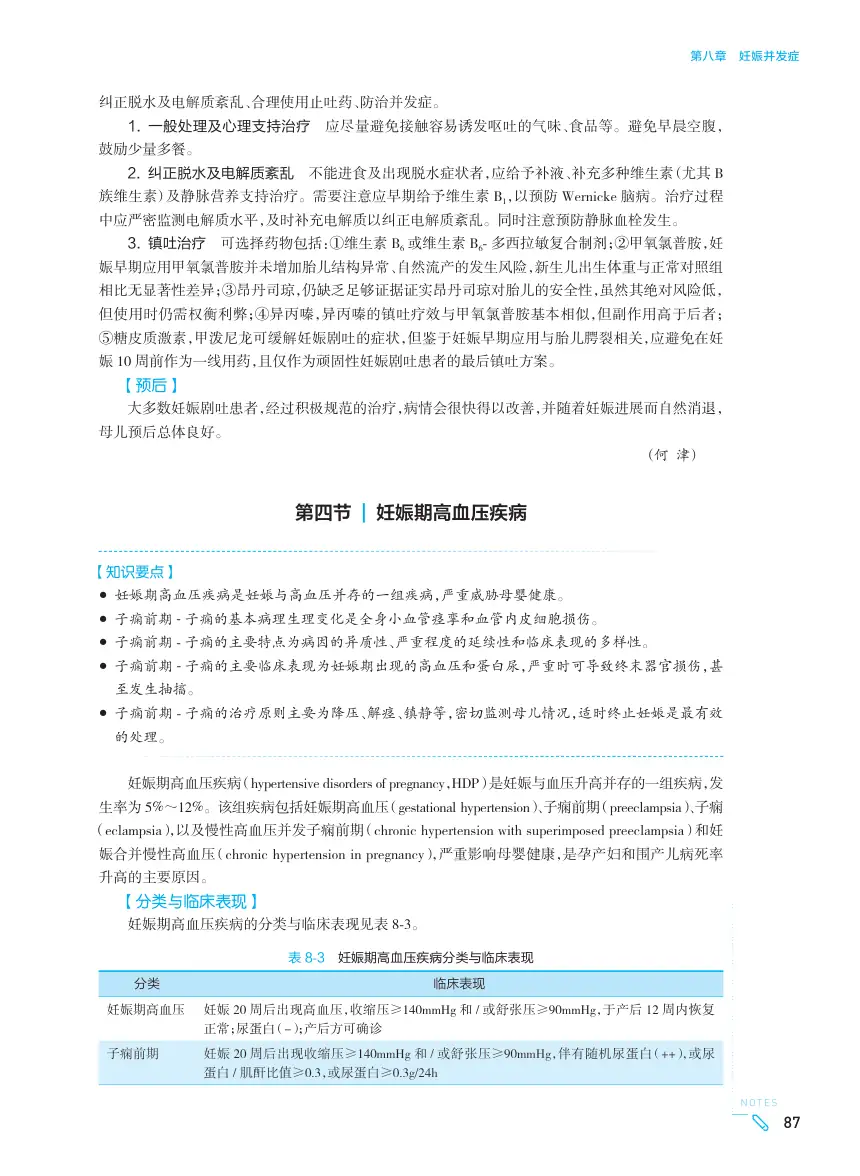 第八章 妊娠并发症
纠正脱水及电解质紊乱、合理使用止吐药、防治并发症。
1. 一般处理及心理支持治疗 应尽量避免接触容易诱发呕吐的气味、食品等。避免早晨空腹，
鼓励少量多餐。
2. 纠正脱水及电解质紊乱 不能进食及出现脱水症状者，应给予补液、补充多种维生素（尤其 B
族维生素）及静脉营养支持治疗。需要注意应早期给予维生素 B₁，以预防 Wernicke 脑病。治疗过程
中应严密监测电解质水平，及时补充电解质以纠正电解质紊乱。同时注意预防静脉血栓发生。
3. 镇吐治疗 可选择药物包括：①维生素 B₆ 或维生素 B₆- 多西拉敏复合制剂；②甲氧氯普胺，妊
娠早期应用甲氧氯普胺并未增加胎儿结构异常、自然流产的发生风险，新生儿出生体重与正常对照组
相比无显著性差异；③昂丹司琼，仍缺乏足够证据证实昂丹司琼对胎儿的安全性，虽然其绝对风险低，
但使用时仍需权衡利弊；④异丙嗪，异丙嗪的镇吐疗效与甲氧氯普胺基本相似，但副作用高于后者；
⑤糖皮质激素，甲泼尼龙可缓解妊娠剧吐的症状，但鉴于妊娠早期应用与胎儿腭裂相关，应避免在妊
娠 10 周前作为一线用药，且仅作为顽固性妊娠剧吐患者的最后镇吐方案。
【预后】
大多数妊娠剧吐患者，经过积极规范的治疗，病情会很快得以改善，并随着妊娠进展而自然消退，
母儿预后总体良好。
（何 津）
第四节 | 妊娠期高血压疾病
【知识要点】
● 妊娠期高血压疾病是妊娠与高血压并存的一组疾病，严重威胁母婴健康。
● 子痫前期 - 子痫的基本病理生理变化是全身小血管痉挛和血管内皮细胞损伤。
● 子痫前期 - 子痫的主要特点为病因的异质性、严重程度的延续性和临床表现的多样性。
● 子痫前期 - 子痫的主要临床表现为妊娠期出现的高血压和蛋白尿，严重时可导致终末器官损伤，甚
至发生抽搐。
● 子痫前期 - 子痫的治疗原则主要为降压、解痉、镇静等，密切监测母儿情况，适时终止妊娠是最有效
的处理。
妊娠期高血压疾病（hypertensive disorders of pregnancy，HDP）是妊娠与血压升高并存的一组疾病，发
生率为 5%～12%。该组疾病包括妊娠期高血压（gestational hypertension）、子痫前期（preeclampsia）、子痫
（eclampsia），以及慢性高血压并发子痫前期（chronic hypertension with superimposed preeclampsia）和妊
娠合并慢性高血压（chronic hypertension in pregnancy），严重影响母婴健康，是孕产妇和围产儿病死率
升高的主要原因。
【分类与临床表现】
妊娠期高血压疾病的分类与临床表现见表 8-3。
表 8-3 妊娠期高血压疾病分类与临床表现
分类 临床表现
妊娠期高血压 妊娠 20 周后出现高血压，收缩压≥140mmHg 和 / 或舒张压≥90mmHg，于产后 12 周内恢复
正常；尿蛋白（－）；产后方可确诊
子痫前期 妊娠 20 周后出现收缩压≥140mmHg 和 / 或舒张压≥90mmHg，伴有随机尿蛋白（++），或尿
蛋白 / 肌酐比值≥0.3，或尿蛋白≥0.3g/24h
NOTES
87